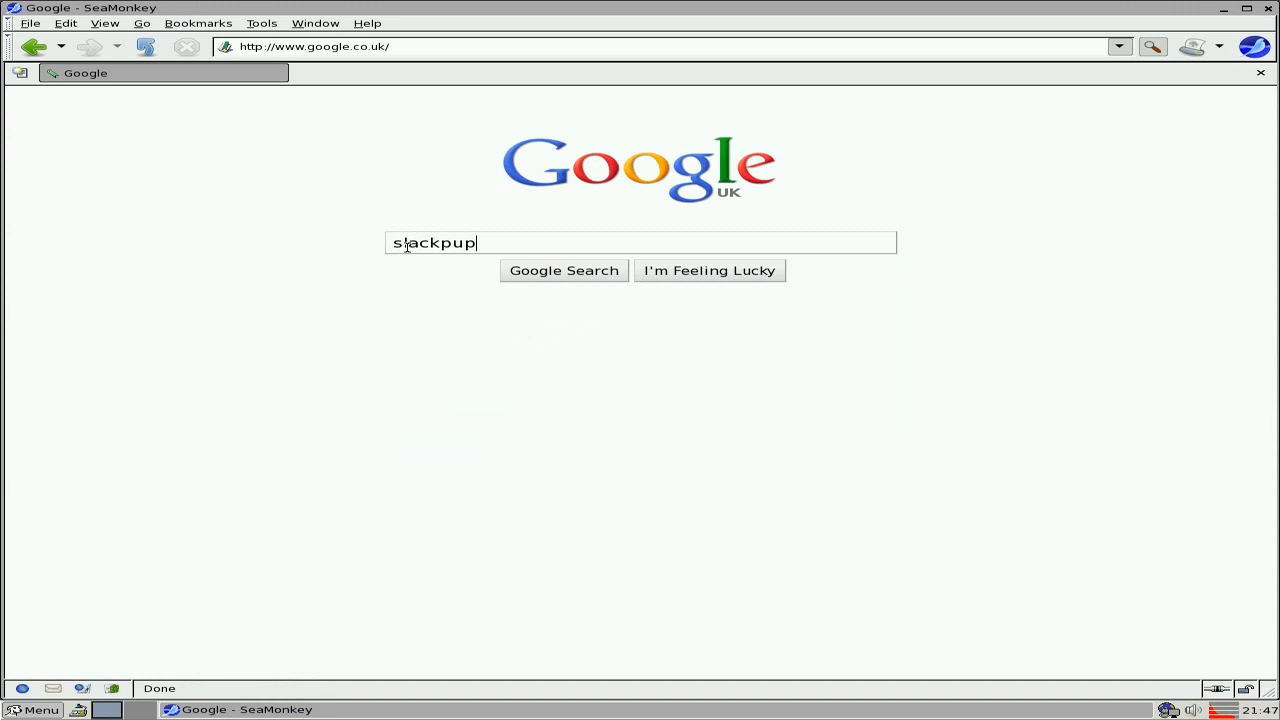 Google - SeaMonkey
File Edit View Go Bookmarks Tools Window Help
http://www.google.co.uk/
Google
Google
UK
slackpup
Google Search I'm Feeling Lucky
Done
Menu Google - SeaMonkey 21:47